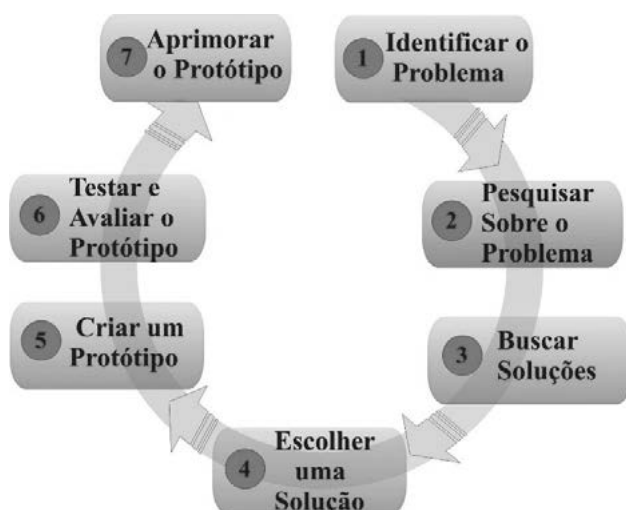 1 Identificar o
Problema
2 Pesquisar
Sobre o
Problema
3 Buscar
Soluções
4 Escolher
uma
Solução
5 Criar um
Protótipo
6 Testar e
Avaliar o
Protótipo
7 Aprimorar
o Protótipo